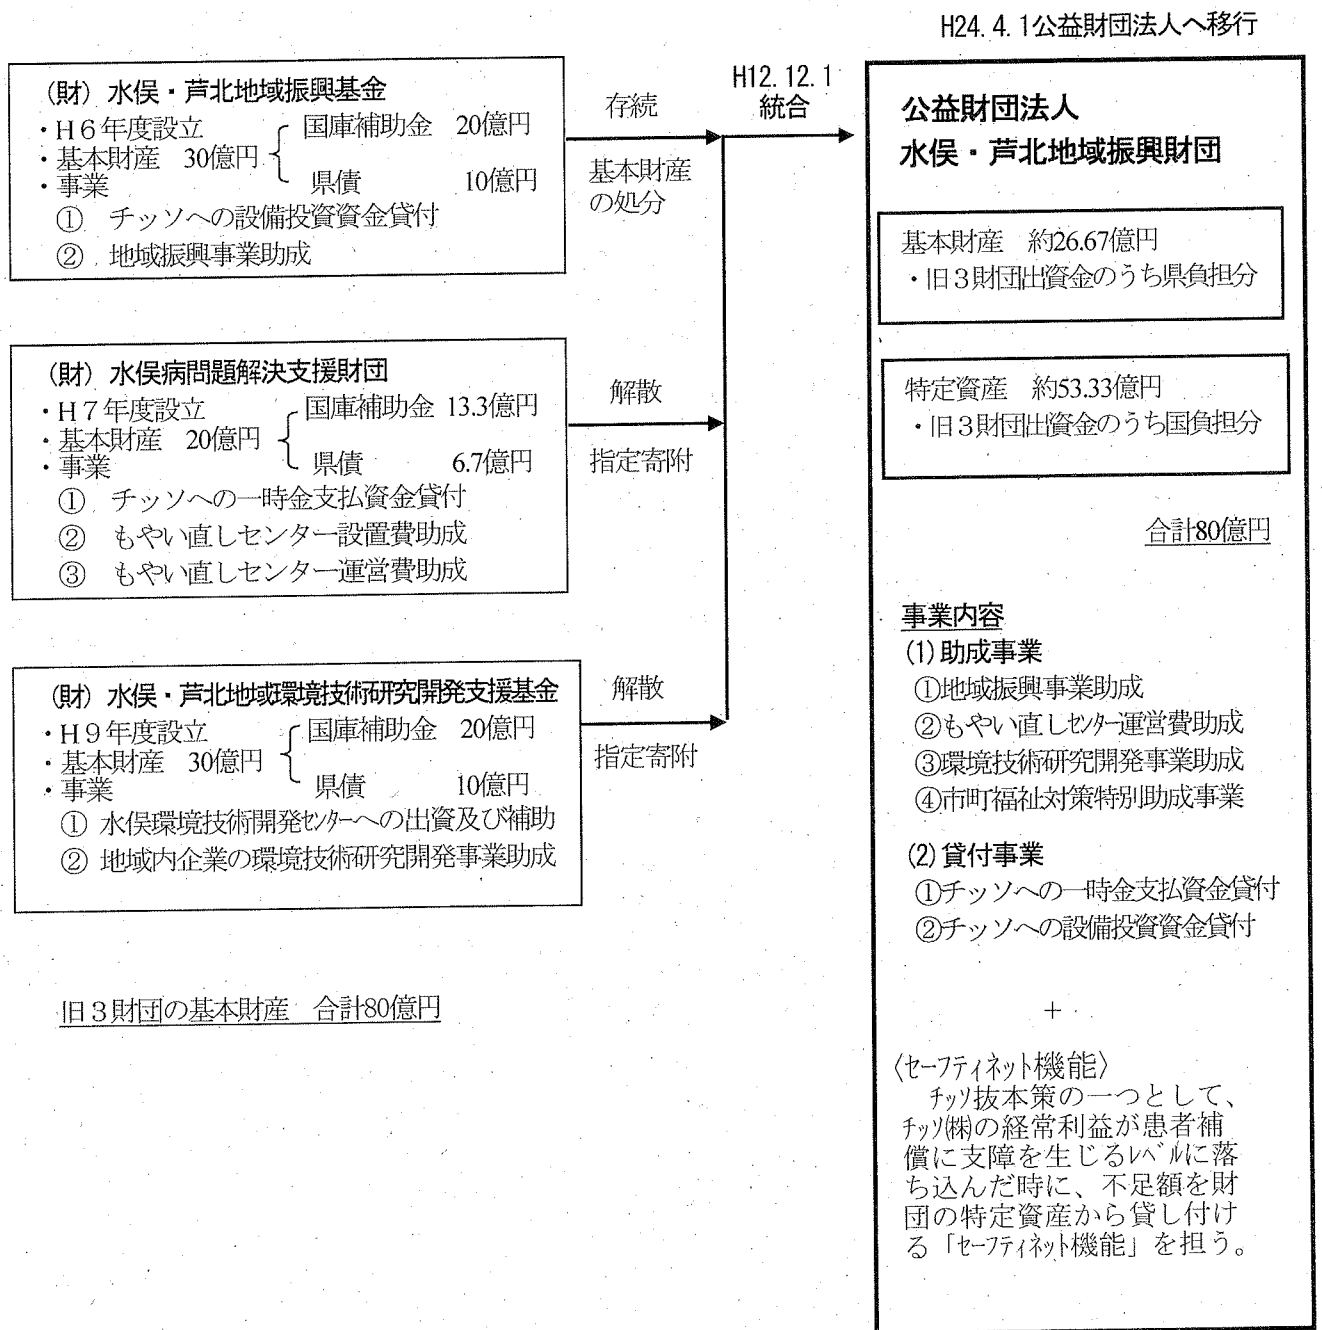 H24.4.1公益財団法人へ移行
(財) 水俣・芦北地域振興基金
・H6年度設立
国庫補助金 20億円
・基本財産 30億円
・事業
県債 10億円
① チッソへの設備投資資金貸付
② 地域振興事業助成
存続
基本財産
の処分
H12.12.1
統合
(財) 水俣病問題解決支援財団
・H7年度設立
国庫補助金 13.3億円
・基本財産 20億円
・事業
県債 6.7億円
① チッソへの一時金支払資金貸付
② もやい直しセンター設置費助成
③ もやい直しセンター運営費助成
解散
指定寄附
(財) 水俣・芦北地域環境技術研究開発支援基金
・H9年度設立
国庫補助金 20億円
・基本財産 30億円
・事業
県債 10億円
① 水俣環境技術開発ｾﾝﾀｰへの出資及び補助
② 地域内企業の環境技術研究開発事業助成
解散
指定寄附
旧3財団の基本財産 合計80億円
公益財団法人
水俣・芦北地域振興財団
基本財産 約26.67億円
・旧3財団出資金のうち県負担分
特定資産 約53.33億円
・旧3財団出資金のうち国負担分
合計80億円
事業内容
(1)助成事業
①地域振興事業助成
②もやい直しｾﾝﾀｰ運営費助成
③環境技術研究開発事業助成
④市町福祉対策特別助成事業
(2)貸付事業
①チッソへの一時金支払資金貸付
②チッソへの設備投資資金貸付
＋
〈ｾｰﾌﾃｨﾈｯﾄ機能〉
ﾁｯｿ抜本策の一つとして、
ﾁｯｿ㈱の経常利益が患者補
償に支障を生じるﾚﾍﾞﾙに落
ち込んだ時に、不足額を財
団の特定資産から貸し付け
る「ｾｰﾌﾃｨﾈｯﾄ機能」を担う。